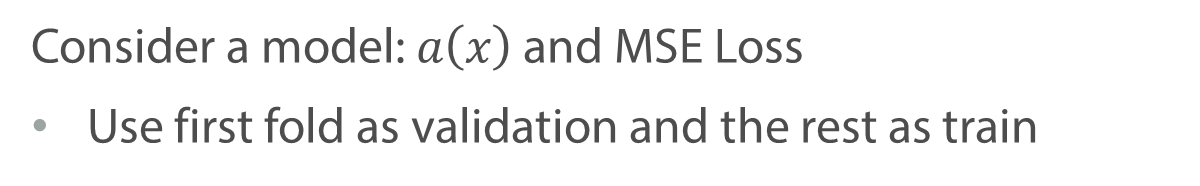 Consider a model: a(x) and MSE Loss
• Use first fold as validation and the rest as train